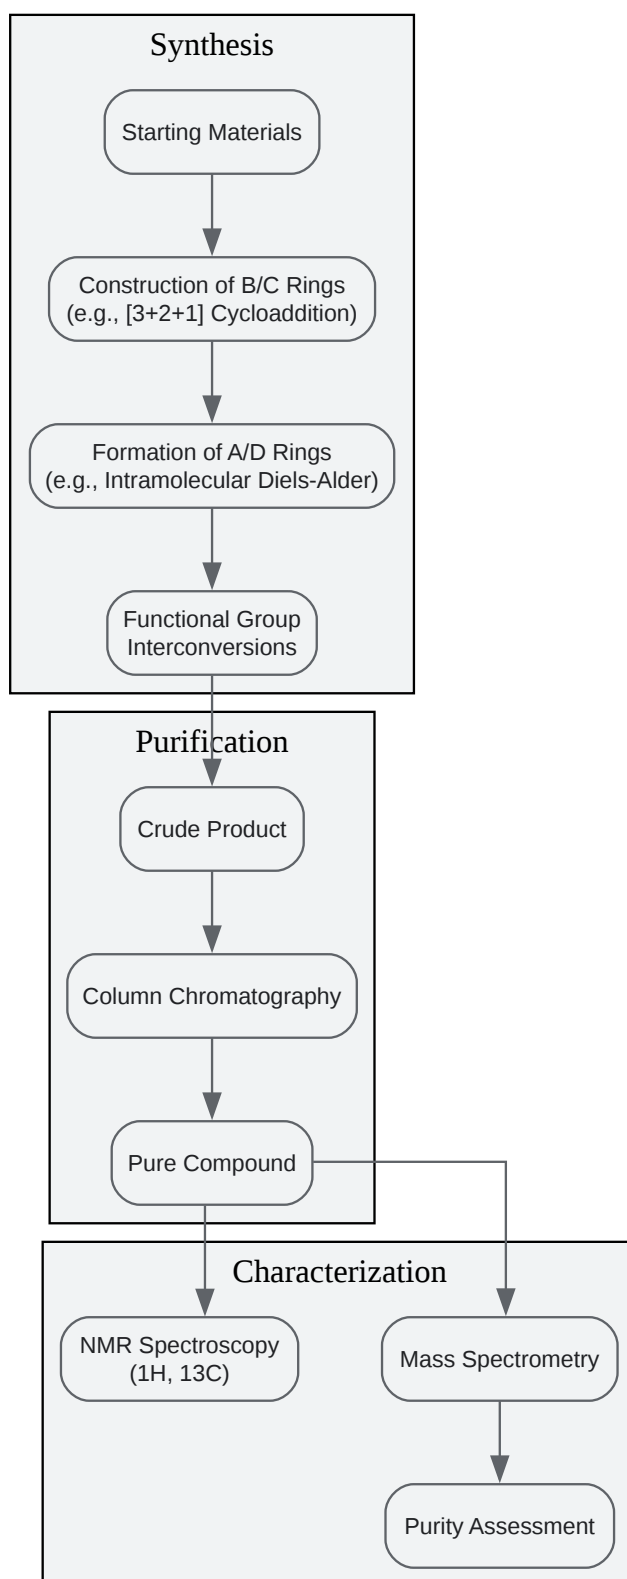 Synthesis
Starting Materials
Construction of B/C Rings
(e.g., [3+2+1] Cycloaddition)
Formation of A/D Rings
(e.g., Intramolecular Diels-Alder)
Functional Group
Interconversions
Purification
Crude Product
Column Chromatography
Pure Compound
Characterization
NMR Spectroscopy
(1H, 13C)
Mass Spectrometry
Purity Assessment